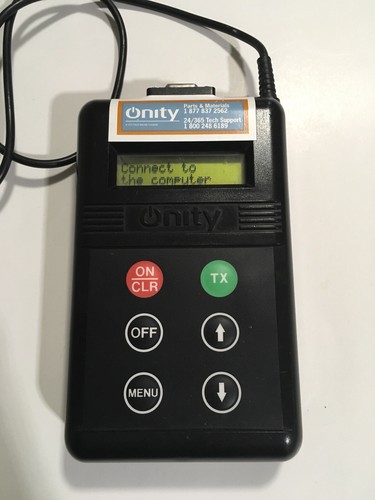 Onity
Parts & Materials
1 877 837 2562
24/365 Tech Support
1 800 248 6189
Connect to
the computer
Onity
ON
CLR
TX
OFF
MENU